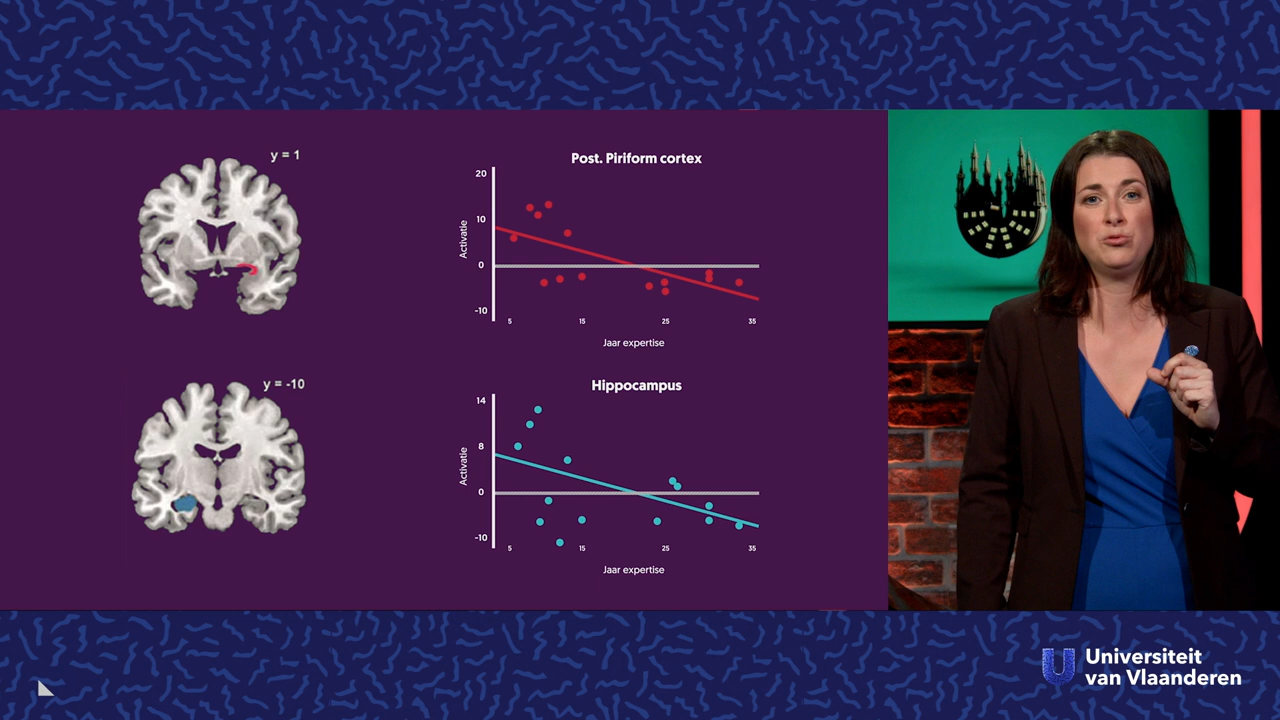 y = 1
Post. Piriform cortex
20
10
0
-10
Activatie
5 15 25 35
Jaar expertise
y = -10
Hippocampus
14
8
0
-10
Activatie
5 15 25 35
Jaar expertise
Universiteit
van Vlaanderen